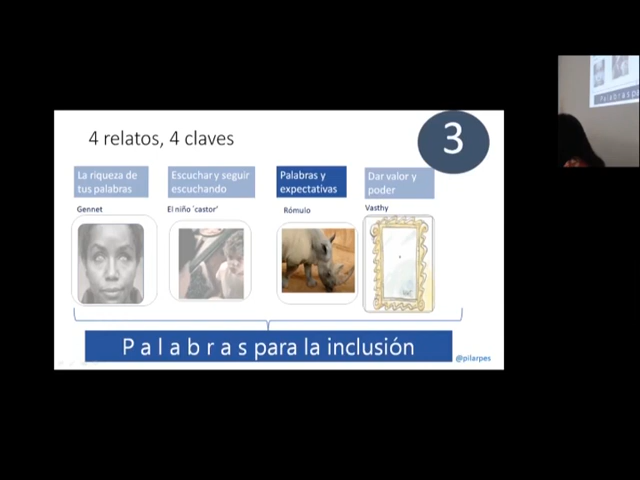 4 relatos, 4 claves
3
La riqueza de
tus palabras
Escuchar y seguir
escuchando
Palabras y
expectativas
Dar valor y
poder
Gennet
El niño 'castor'
Rómulo
Vasthy
P a l a b r a s para la inclusión
@pilarpes
P a l a b r a s pa